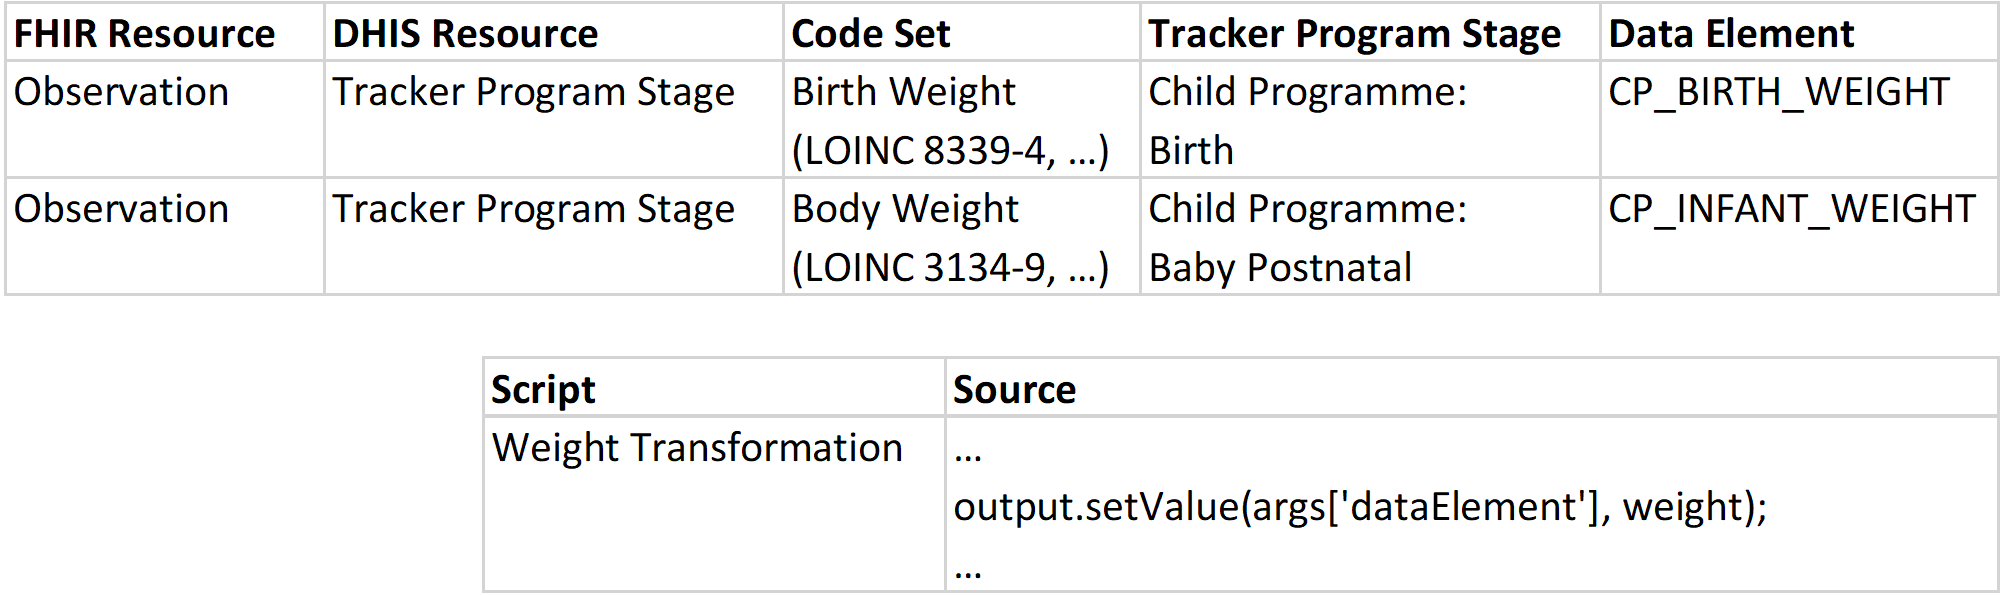 FHIR Resource DHIS Resource Code Set Tracker Program Stage Data Element
Observation Tracker Program Stage Birth Weight Child Programme: CP_BIRTH_WEIGHT
(LOINC 8339-4, ...) Birth
Observation Tracker Program Stage Body Weight Child Programme: CP_INFANT_WEIGHT
(LOINC 3134-9, ...) Baby Postnatal
Script Source
Weight Transformation ...
output.setValue(args['dataElement'], weight);
...